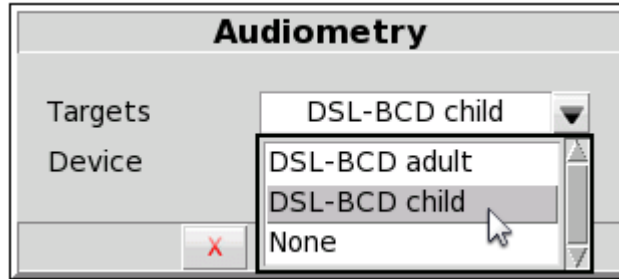 Audiometry
Targets DSL-BCD child
Device
DSL-BCD adult
DSL-BCD child
None
X